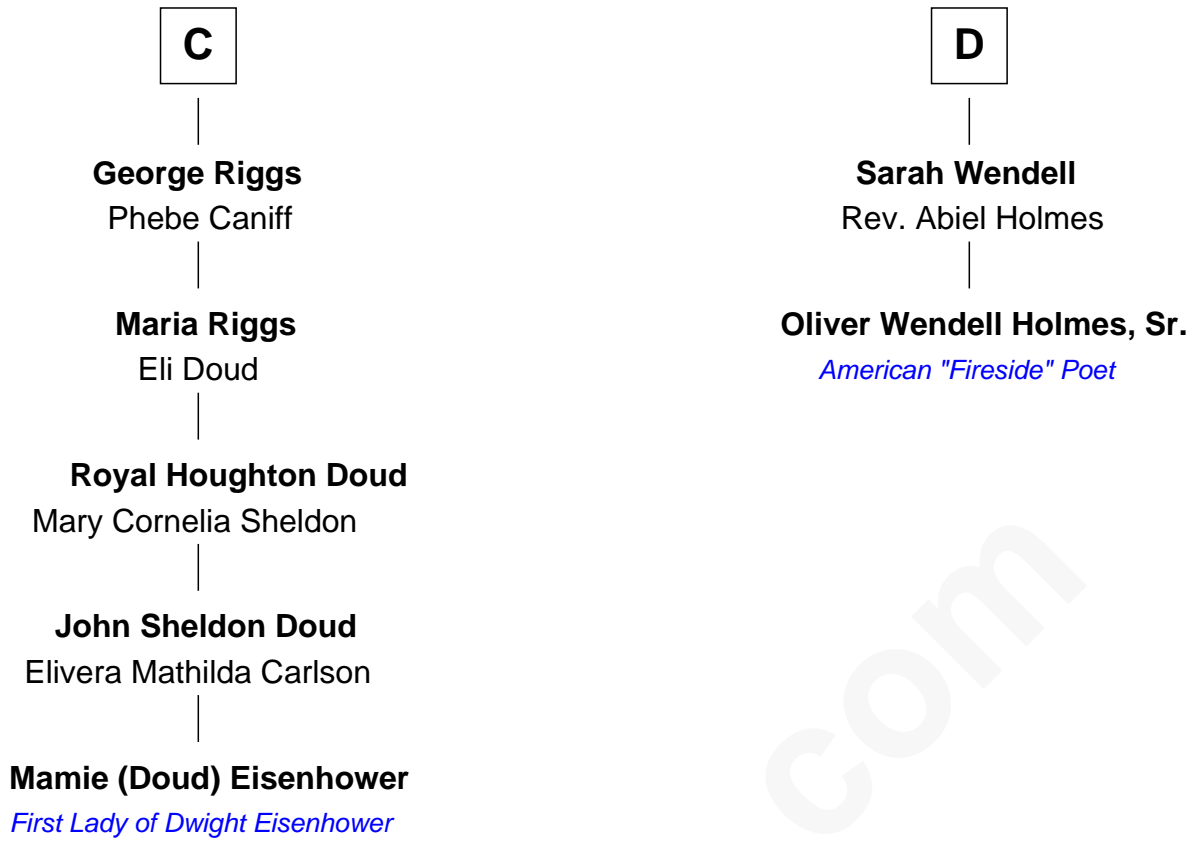 C
George Riggs
Phebe Caniff
Maria Riggs
Eli Doud
Royal Houghton Doud
Mary Cornelia Sheldon
John Sheldon Doud
Elivera Mathilda Carlson
Mamie (Doud) Eisenhower
First Lady of Dwight Eisenhower
D
Sarah Wendell
Rev. Abiel Holmes
Oliver Wendell Holmes, Sr.
American "Fireside" Poet
com